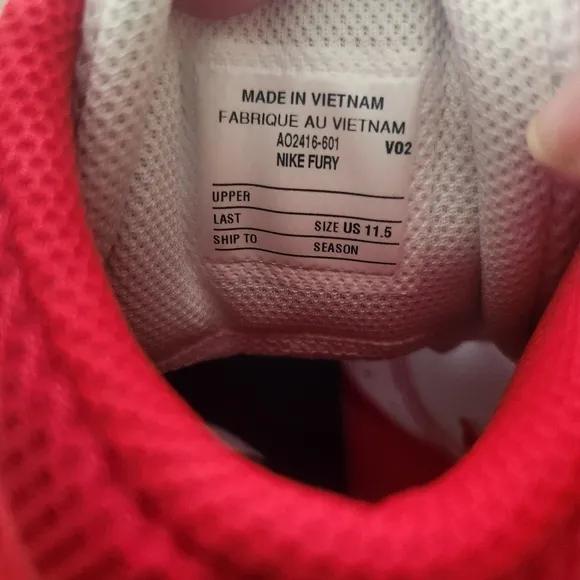 MADE IN VIETNAM
FABRIQUE AU VIETNAM
AO2416-601 V02
NIKE FURY
UPPER
LAST SIZE US 11.5
SHIP TO SEASON